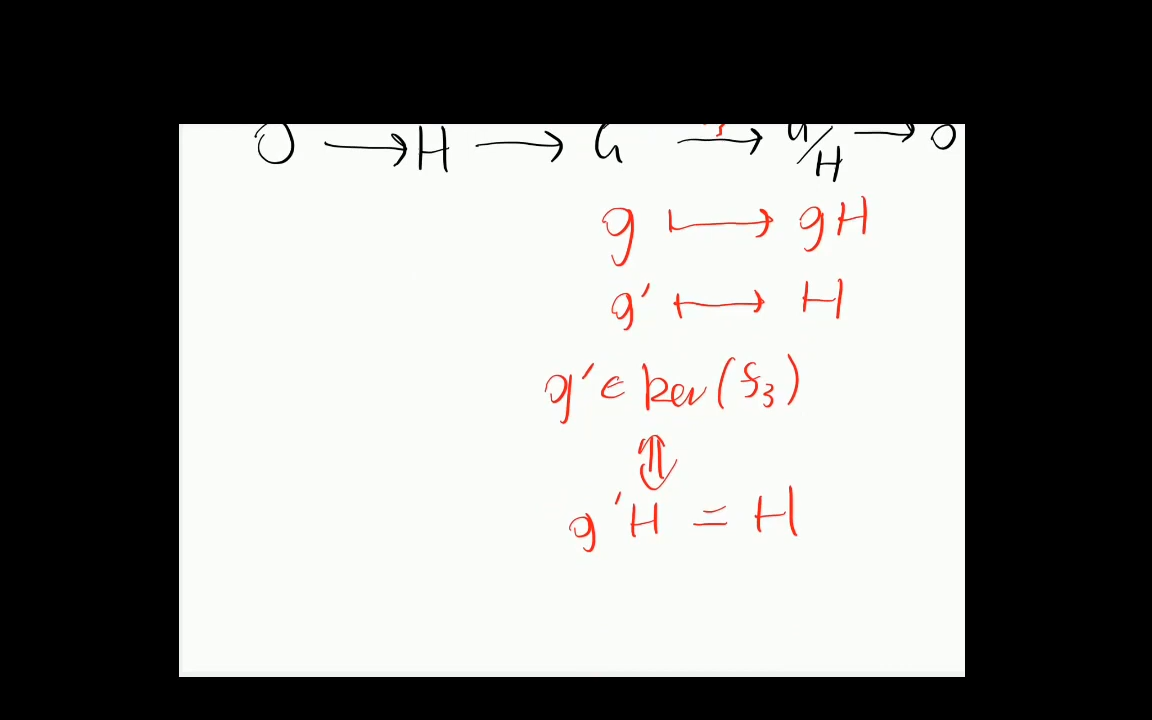 0 → H → G → G/H → 0
g ↦ gH
g′ ↦ H
g′ ∈ ker(f₃)
⇕
g′H = H